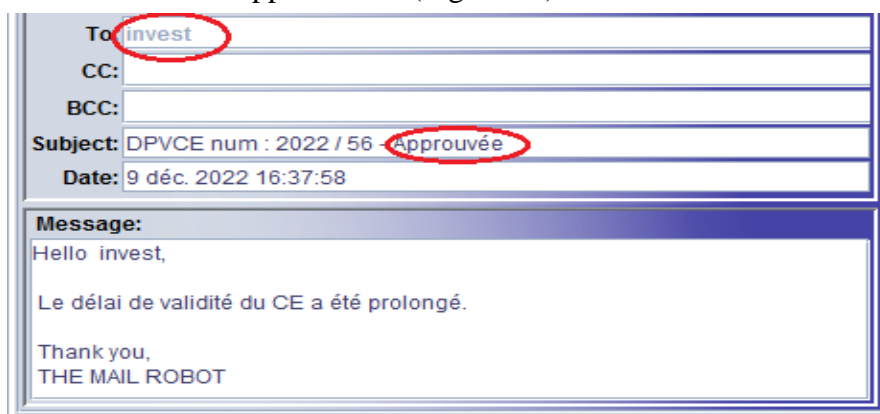 To: invest
CC:
BCC:
Subject: DPVCE num : 2022 / 56 - Approuvée
Date: 9 déc. 2022 16:37:58
Message:
Hello invest,
Le délai de validité du CE a été prolongé.
Thank you,
THE MAIL ROBOT